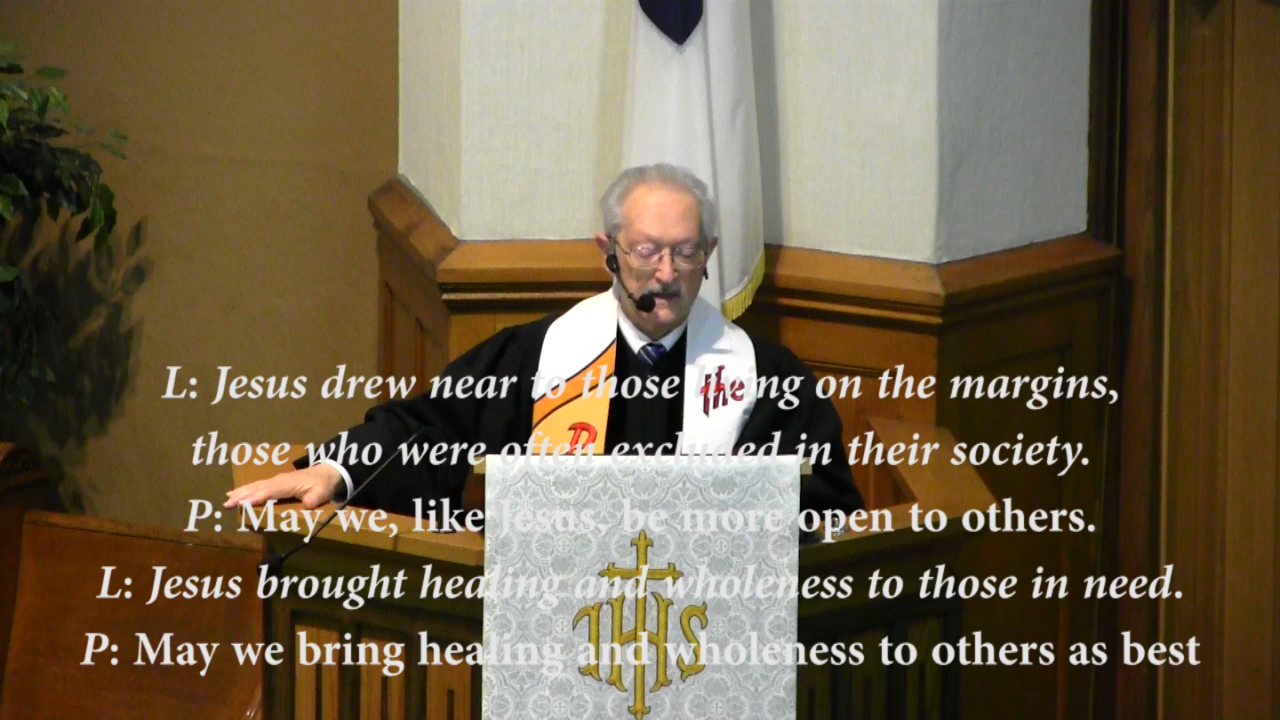 the
L: Jesus drew near to those living on the margins,
those who were often excluded in their society.
P: May we, like Jesus, be more open to others.
L: Jesus brought healing and wholeness to those in need.
P: May we bring healing and wholeness to others as best
IHS